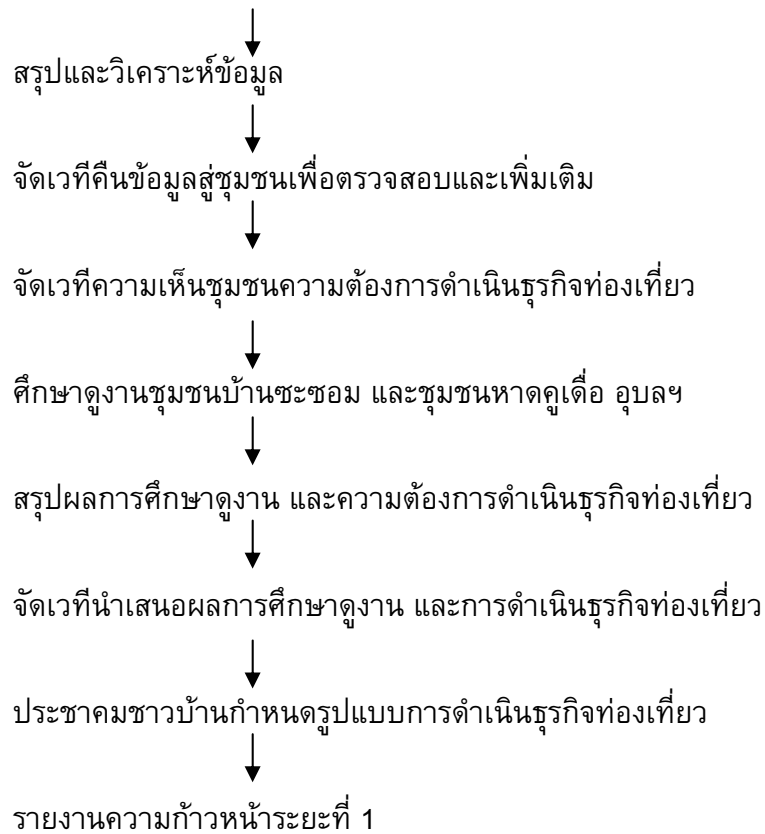 สรุปและวิเคราะห์ข้อมูล
จัดเวทีคืนข้อมูลสู่ชุมชนเพื่อตรวจสอบและเพิ่มเติม
จัดเวทีความเห็นชุมชนความต้องการดำเนินธุรกิจท่องเที่ยว
ศึกษาดูงานชุมชนบ้านซะซอม และชุมชนหาดคูเดื่อ อุบลฯ
สรุปผลการศึกษาดูงาน และความต้องการดำเนินธุรกิจท่องเที่ยว
จัดเวทีนำเสนอผลการศึกษาดูงาน และการดำเนินธุรกิจท่องเที่ยว
ประชาคมชาวบ้านกำหนดรูปแบบการดำเนินธุรกิจท่องเที่ยว
รายงานความก้าวหน้าระยะที่ 1